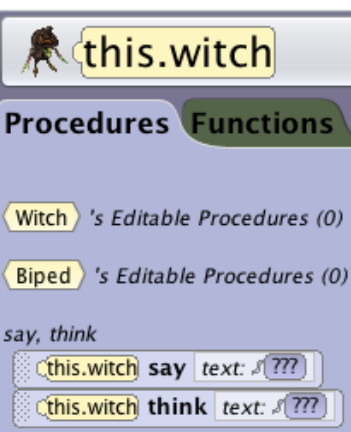 this.witch
Procedures Functions
Witch 's Editable Procedures (0)
Biped 's Editable Procedures (0)
say, think
this.witch say text: ???
this.witch think text: ???